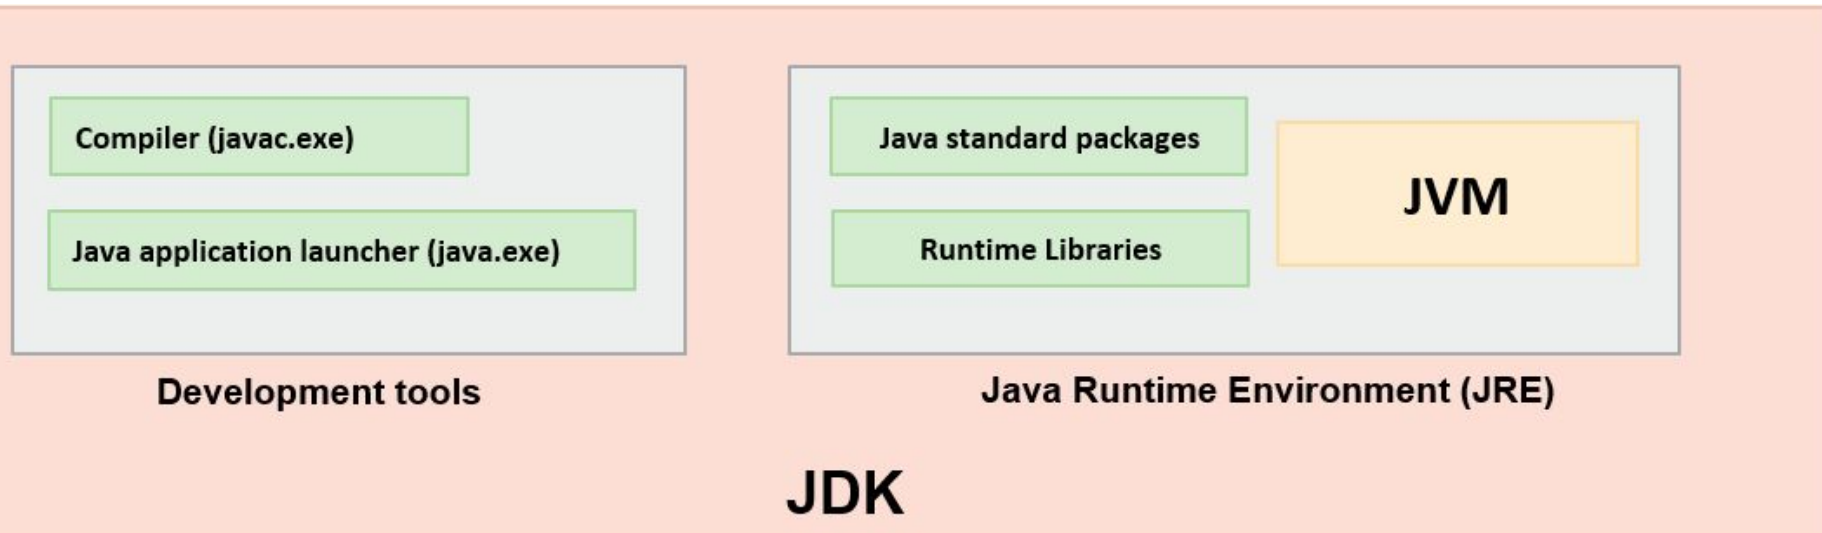 Compiler (javac.exe)
Java application launcher (java.exe)
Development tools
Java standard packages
Runtime Libraries
JVM
Java Runtime Environment (JRE)
JDK